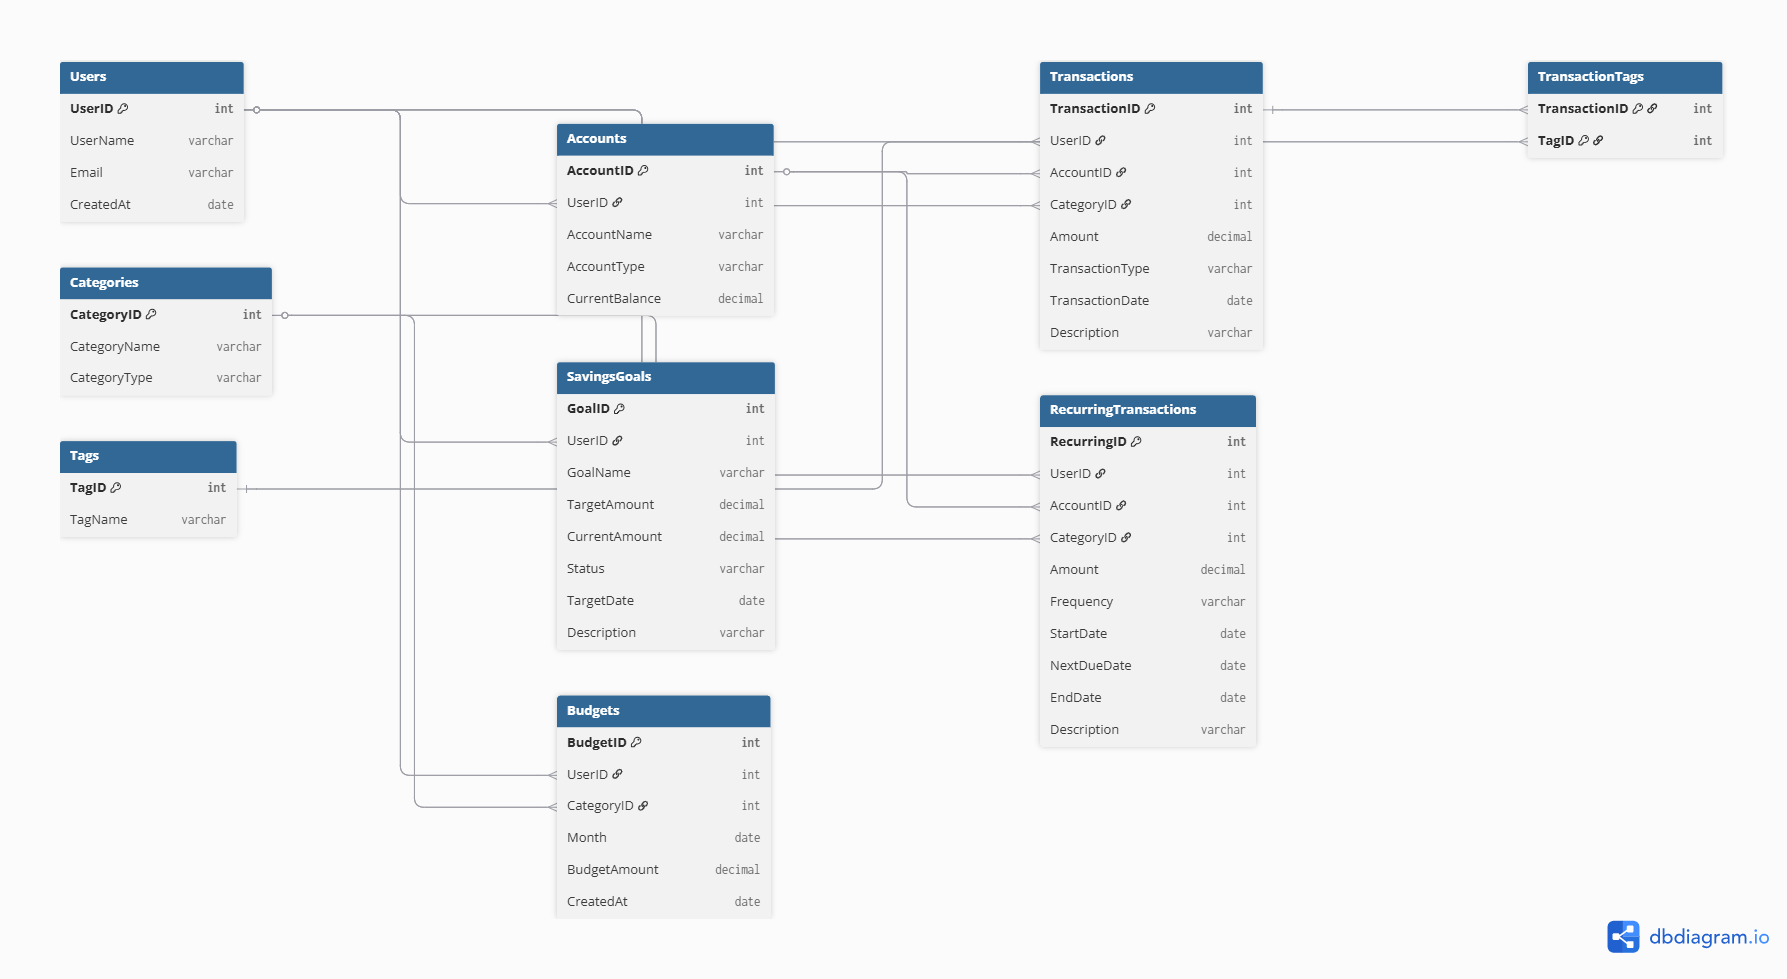 Users
UserID int
UserName varchar
Email varchar
CreatedAt date
Categories
CategoryID int
CategoryName varchar
CategoryType varchar
Tags
TagID int
TagName varchar
Accounts
AccountID int
UserID int
AccountName varchar
AccountType varchar
CurrentBalance decimal
SavingsGoals
GoalID int
UserID int
GoalName varchar
TargetAmount decimal
CurrentAmount decimal
Status varchar
TargetDate date
Description varchar
Budgets
BudgetID int
UserID int
CategoryID int
Month date
BudgetAmount decimal
CreatedAt date
Transactions
TransactionID int
UserID int
AccountID int
CategoryID int
Amount decimal
TransactionType varchar
TransactionDate date
Description varchar
RecurringTransactions
RecurringID int
UserID int
AccountID int
CategoryID int
Amount decimal
Frequency varchar
StartDate date
NextDueDate date
EndDate date
Description varchar
TransactionTags
TransactionID int
TagID int
dbdiagram.io